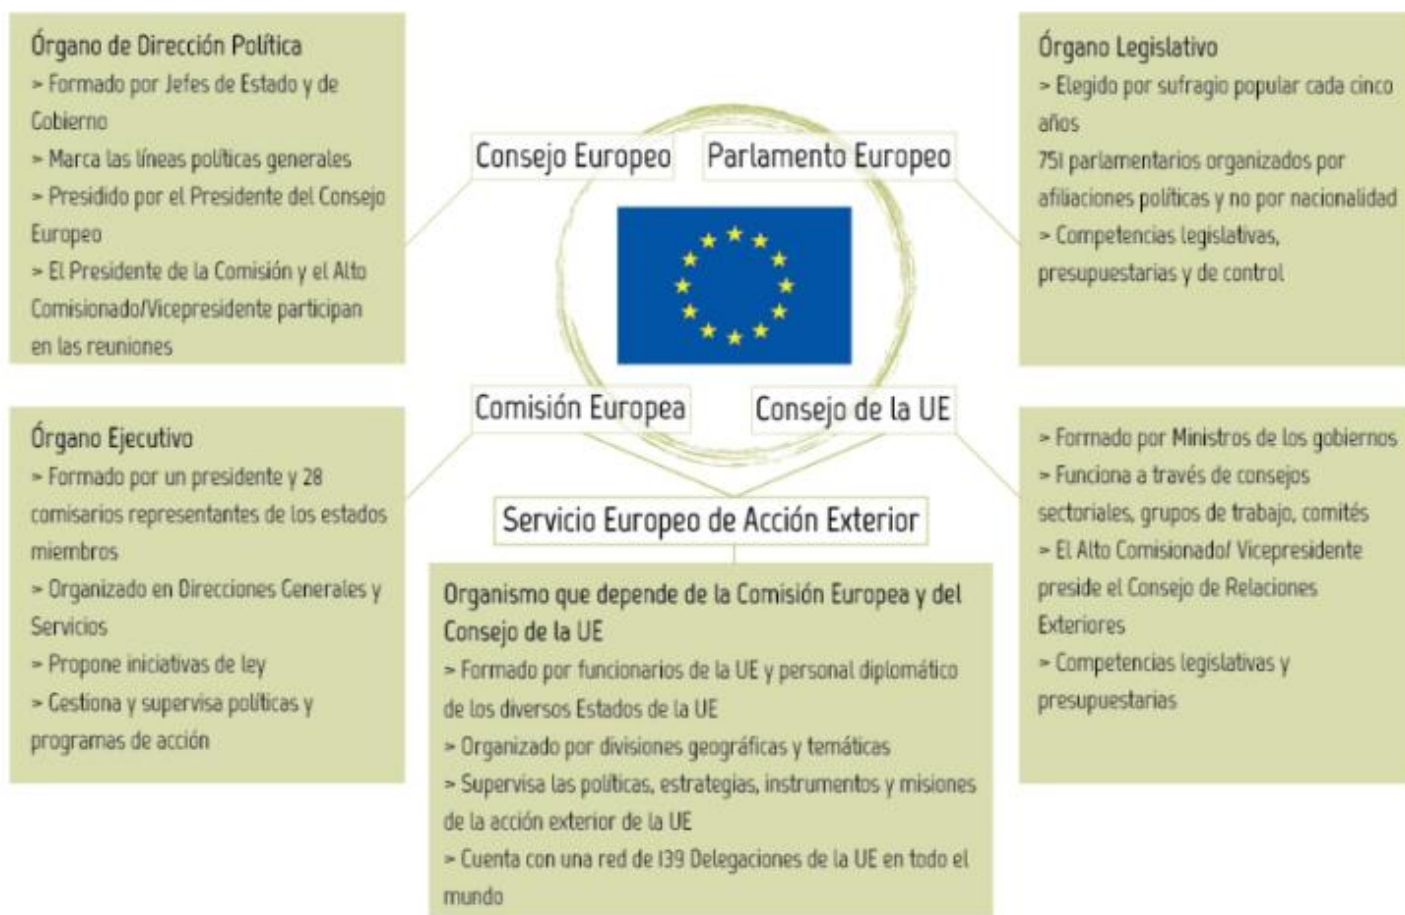 Órgano de Dirección Política
> Formado por Jefes de Estado y de
Gobierno
> Marca las líneas políticas generales
> Presidido por el Presidente del Consejo
Europeo
> El Presidente de la Comisión y el Alto
Comisionado/Vicepresidente participan
en las reuniones
Consejo Europeo
Parlamento Europeo
Órgano Legislativo
> Elegido por sufragio popular cada cinco
años
751 parlamentarios organizados por
afiliaciones políticas y no por nacionalidad
> Competencias legislativas,
presupuestarias y de control
Comisión Europea
Consejo de la UE
Órgano Ejecutivo
> Formado por un presidente y 28
comisarios representantes de los estados
miembros
> Organizado en Direcciones Generales y
Servicios
> Propone iniciativas de ley
> Gestiona y supervisa políticas y
programas de acción
> Formado por Ministros de los gobiernos
> Funciona a través de consejos
sectoriales, grupos de trabajo, comités
> El Alto Comisionado/ Vicepresidente
preside el Consejo de Relaciones
Exteriores
> Competencias legislativas y
presupuestarias
Servicio Europeo de Acción Exterior
Organismo que depende de la Comisión Europea y del
Consejo de la UE
> Formado por funcionarios de la UE y personal diplomático
de los diversos Estados de la UE
> Organizado por divisiones geográficas y temáticas
> Supervisa las políticas, estrategias, instrumentos y misiones
de la acción exterior de la UE
> Cuenta con una red de 139 Delegaciones de la UE en todo el
mundo